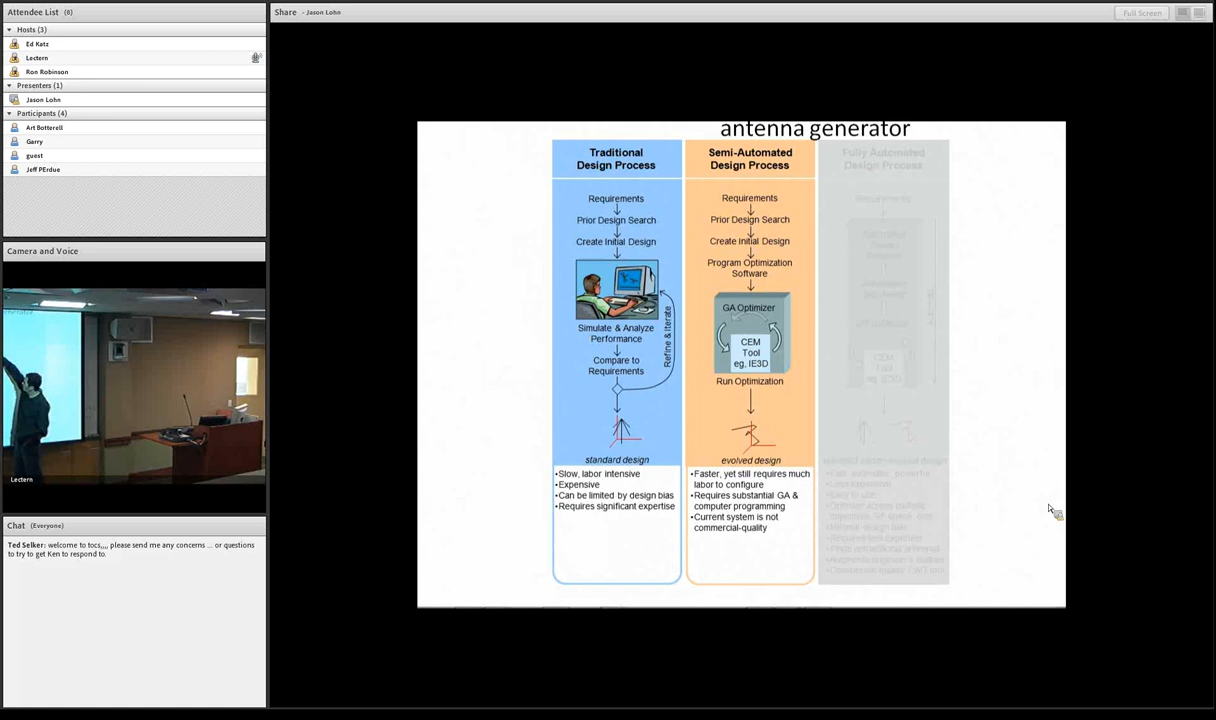 Attendee List (8)
Hosts (3)
Ed Katz
Lectern
Ron Robinson
Presenters (1)
Jason Lohn
Participants (4)
Art Botterell
Garry
guest
Jeff PErdue
Camera and Voice
Lectern
Chat (Everyone)
Ted Selker: welcome to tocs,,,, please send me any concerns ... or questions
to try to get Ken to respond to.
Share - Jason Lohn
Full Screen
antenna generator
Traditional
Design Process
Requirements
Prior Design Search
Create Initial Design
Simulate & Analyze
Performance
Compare to
Requirements
Refine & Iterate
standard design
•Slow, labor intensive
•Expensive
•Can be limited by design bias
•Requires significant expertise
Semi-Automated
Design Process
Requirements
Prior Design Search
Create Initial Design
Program Optimization
Software
GA Optimizer
CEM
Tool
eg, IE3D
Run Optimization
evolved design
•Faster, yet still requires much
labor to configure
•Requires substantial GA &
computer programming
•Current system is not
commercial-quality
Fully Automated
Design Process
Requirements
CEM
Tool
eg, IE3D